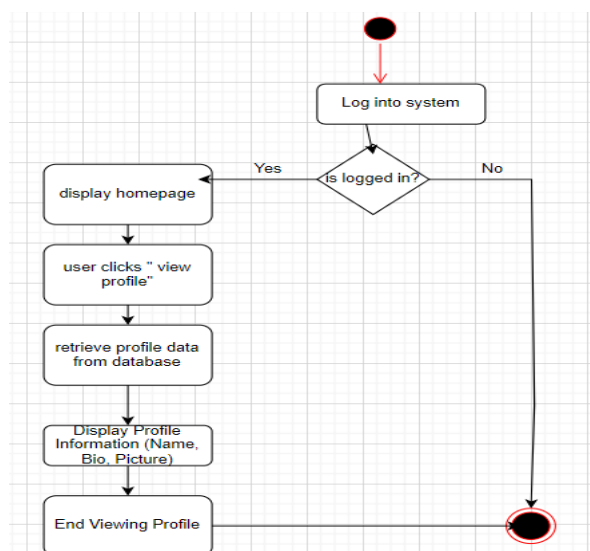 Log into system
Yes
is logged in?
No
display homepage
user clicks " view
profile"
retrieve profile data
from database
Display Profile
Information (Name,
Bio, Picture)
End Viewing Profile